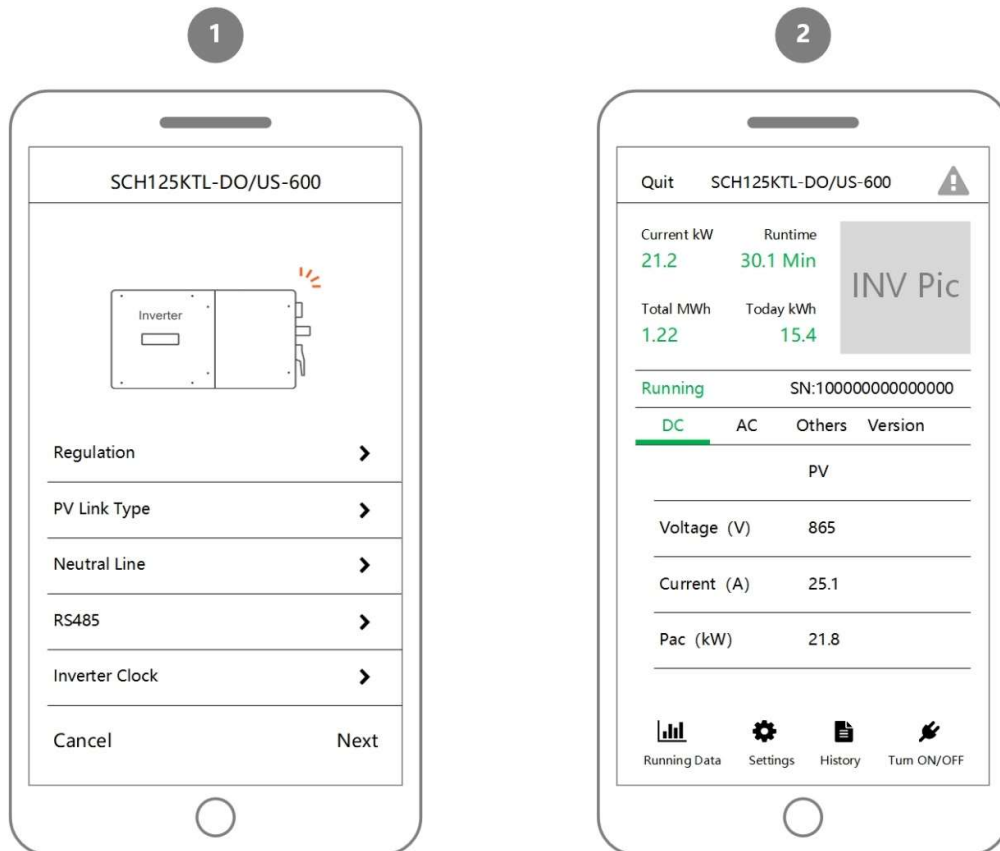 1
SCH125KTL-DO/US-600
Inverter
Regulation
PV Link Type
Neutral Line
RS485
Inverter Clock
Cancel Next
2
Quit SCH125KTL-DO/US-600
Current kW Runtime
21.2 30.1 Min
INV Pic
Total MWh Today kWh
1.22 15.4
Running SN:100000000000000
DC AC Others Version
PV
Voltage (V) 865
Current (A) 25.1
Pac (kW) 21.8
Running Data Settings History Turn ON/OFF